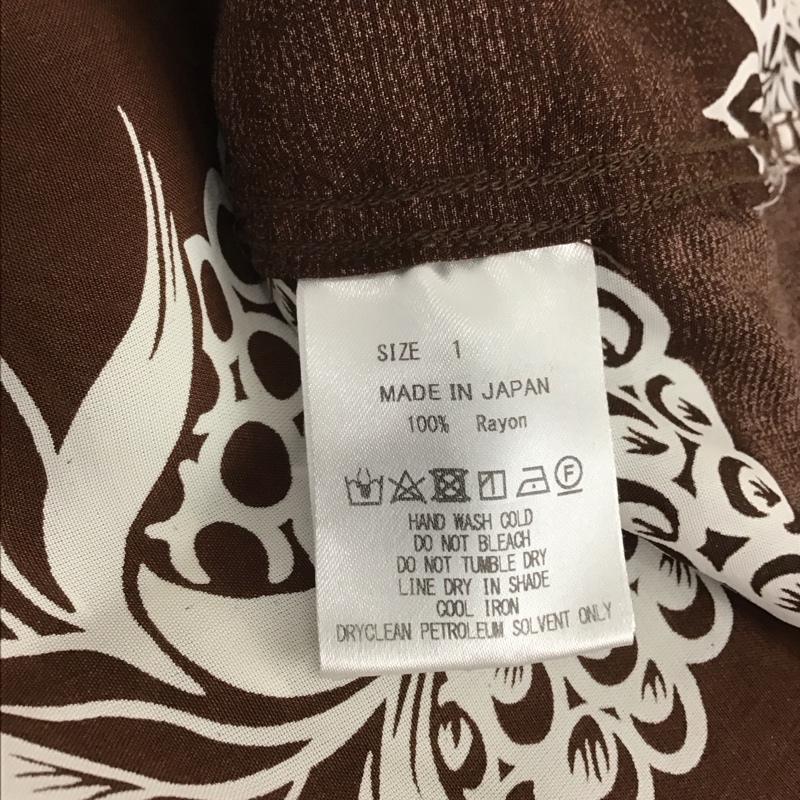 SIZE 1
MADE IN JAPAN
100% Rayon
F
HAND WASH COLD
DO NOT BLEACH
DO NOT TUMBLE DRY
LINE DRY IN SHADE
COOL IRON
DRYCLEAN PETROLEUM SOLVENT ONLY